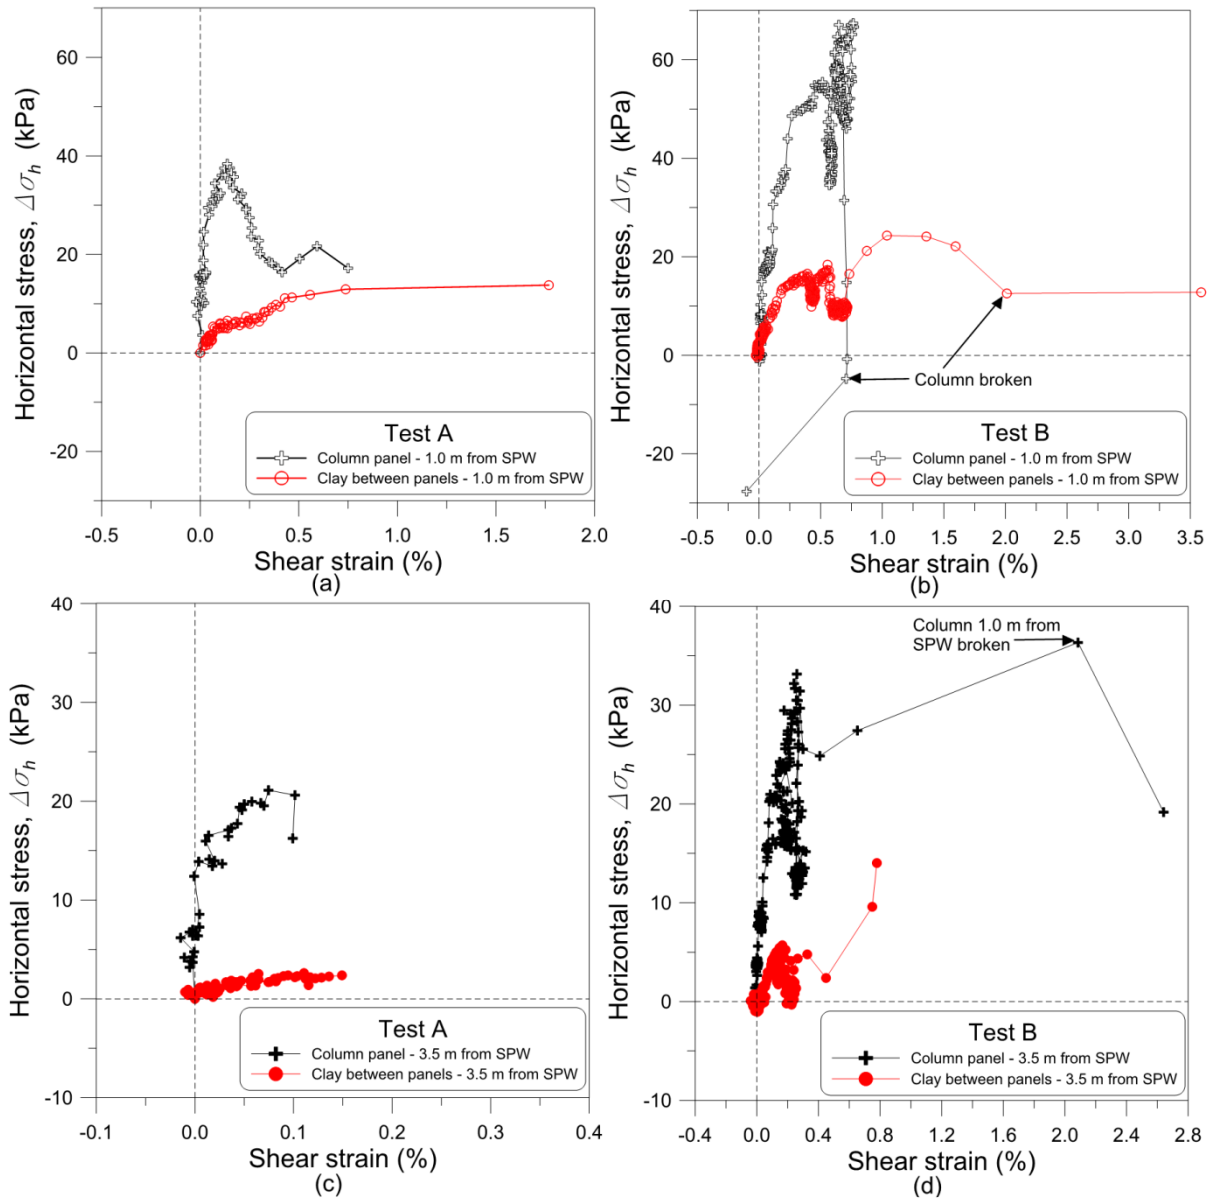 60
40
20
0
-20
Horizontal stress, Δσh (kPa)
Test A
Column panel - 1.0 m from SPW
Clay between panels - 1.0 m from SPW
-0.5
0.0
0.5
1.0
1.5
2.0
Shear strain (%)
(a)
60
40
20
0
-20
Horizontal stress, Δσh (kPa)
Column broken
Test B
Column panel - 1.0 m from SPW
Clay between panels - 1.0 m from SPW
-0.5
0.0
0.5
1.0
1.5
2.0
2.5
3.0
3.5
Shear strain (%)
(b)
40
30
20
10
0
-10
Horizontal stress, Δσh (kPa)
Test A
Column panel - 3.5 m from SPW
Clay between panels - 3.5 m from SPW
-0.1
0.0
0.1
0.2
0.3
0.4
Shear strain (%)
(c)
40
30
20
10
0
-10
Horizontal stress, Δσh (kPa)
Column 1.0 m from
SPW broken
Test B
Column panel - 3.5 m from SPW
Clay between panels - 3.5 m from SPW
-0.4
0.0
0.4
0.8
1.2
1.6
2.0
2.4
2.8
Shear strain (%)
(d)